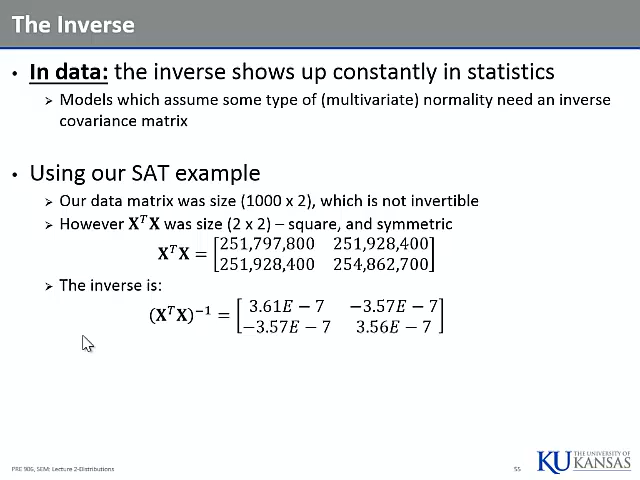 The Inverse
• In data: the inverse shows up constantly in statistics
➢ Models which assume some type of (multivariate) normality need an inverse
covariance matrix
• Using our SAT example
➢ Our data matrix was size (1000 x 2), which is not invertible
➢ However XᵀX was size (2 x 2) – square, and symmetric
XᵀX = [251,797,800 251,928,400
251,928,400 254,862,700]
➢ The inverse is:
(XᵀX)⁻¹ = [3.61E − 7 −3.57E − 7
−3.57E − 7 3.56E − 7]
PRE 906, SEM: Lecture 2-Distributions
55
KU THE UNIVERSITY OF
KANSAS